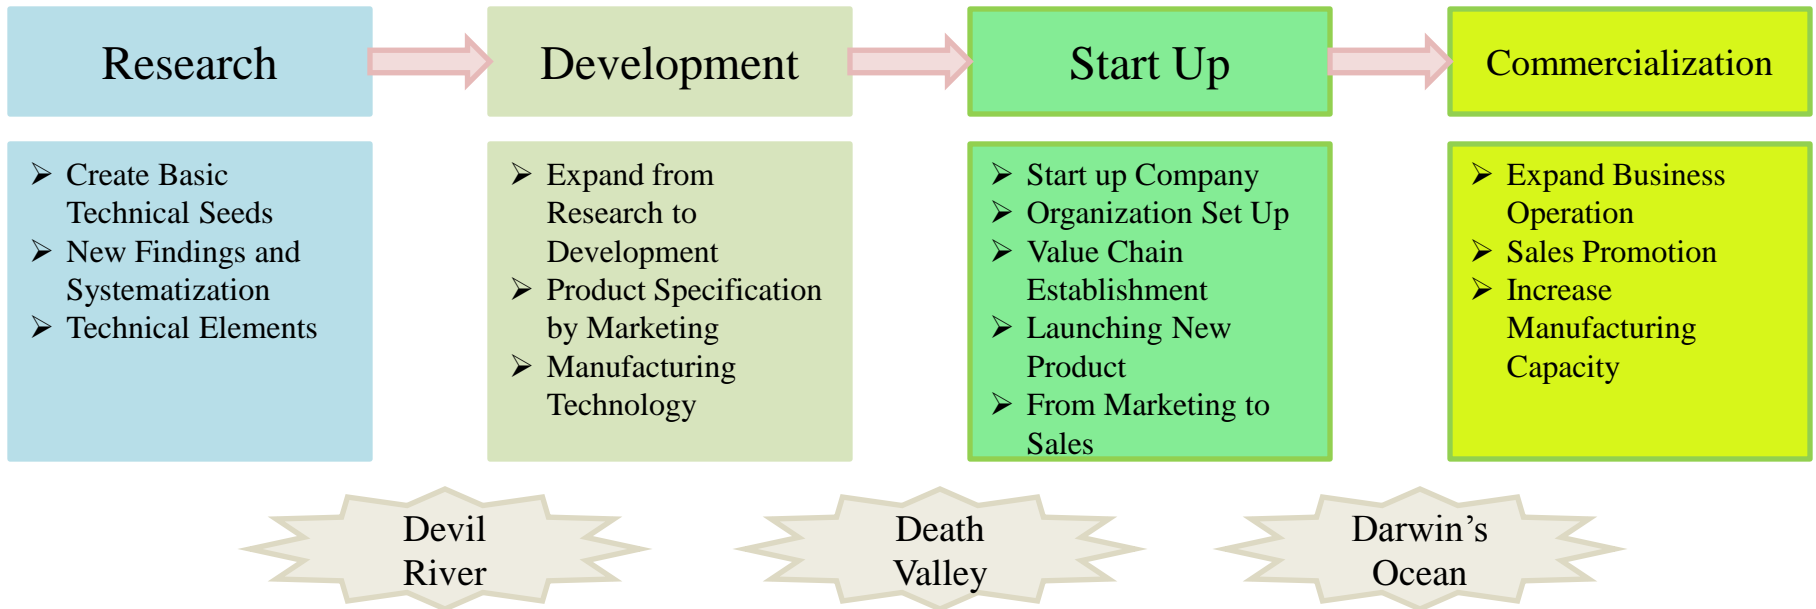 Research
Development
Start Up
Commercialization
➢ Create Basic
Technical Seeds
➢ New Findings and
Systematization
➢ Technical Elements
➢ Expand from
Research to
Development
➢ Product Specification
by Marketing
➢ Manufacturing
Technology
➢ Start up Company
➢ Organization Set Up
➢ Value Chain
Establishment
➢ Launching New
Product
➢ From Marketing to
Sales
➢ Expand Business
Operation
➢ Sales Promotion
➢ Increase
Manufacturing
Capacity
Devil
River
Death
Valley
Darwin’s
Ocean